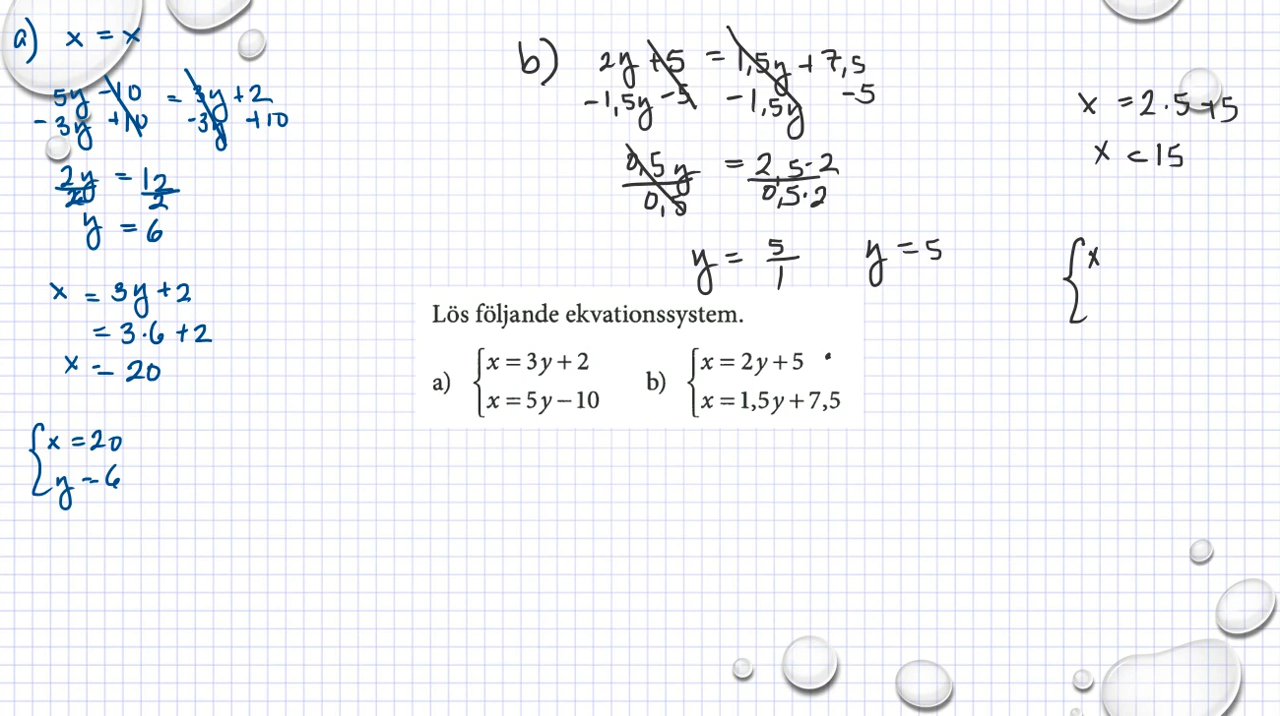 a) x = x
5y -10 = 3y + 2
-3y +10 -3y +10
2y = 12
2 2
y = 6
x = 3y + 2
= 3·6 + 2
x = 20
{ x = 20
y = 6
b) 2y + 5 = 1,5y + 7,5
-1,5y -5 -1,5y -5
0,5y = 2,5·2
0,5 0,5·2
y = 5/1 y = 5
x = 2·5+5
x = 15
{ x
Lös följande ekvationssystem.
a) { x = 3y + 2
x = 5y − 10
b) { x = 2y + 5
x = 1,5y + 7,5